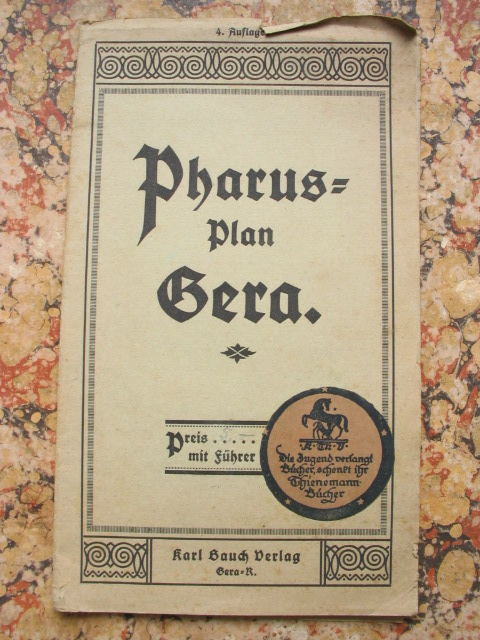 4. Auflage
Pharus=
Plan
Gera.
Preis .....
mit Führer
K·Th·V
Die Jugend verlangt
Bücher, schenkt ihr
Thienemann-
Bücher
Karl Bauch Verlag
Gera=R.